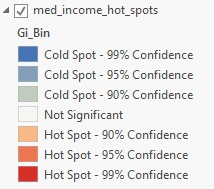 med_income_hot_spots
Gi_Bin
Cold Spot - 99% Confidence
Cold Spot - 95% Confidence
Cold Spot - 90% Confidence
Not Significant
Hot Spot - 90% Confidence
Hot Spot - 95% Confidence
Hot Spot - 99% Confidence